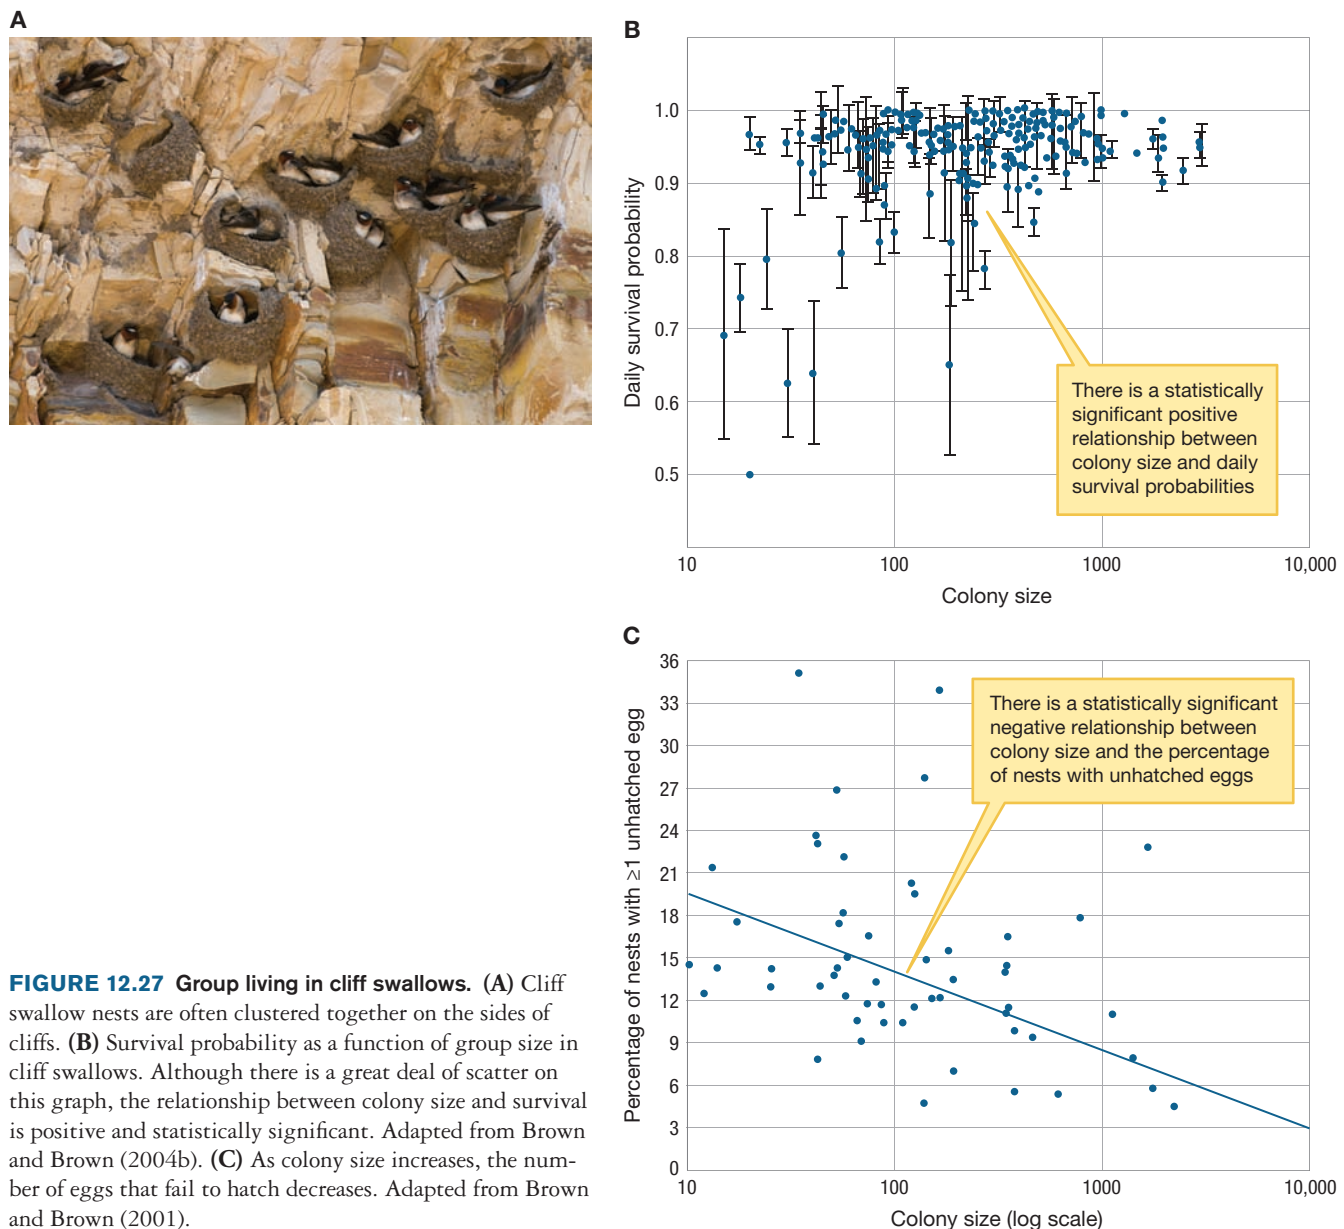 A
B
1.0
0.9
0.8
0.7
0.6
0.5
Daily survival probability
There is a statistically
significant positive
relationship between
colony size and daily
survival probabilities
10
100
1000
10,000
Colony size
C
36
33
30
27
24
21
18
15
12
9
6
3
0
Percentage of nests with ≥1 unhatched egg
There is a statistically significant
negative relationship between
colony size and the percentage
of nests with unhatched eggs
10
100
1000
10,000
Colony size (log scale)
FIGURE 12.27 Group living in cliff swallows. (A) Cliff
swallow nests are often clustered together on the sides of
cliffs. (B) Survival probability as a function of group size in
cliff swallows. Although there is a great deal of scatter on
this graph, the relationship between colony size and survival
is positive and statistically significant. Adapted from Brown
and Brown (2004b). (C) As colony size increases, the num-
ber of eggs that fail to hatch decreases. Adapted from Brown
and Brown (2001).